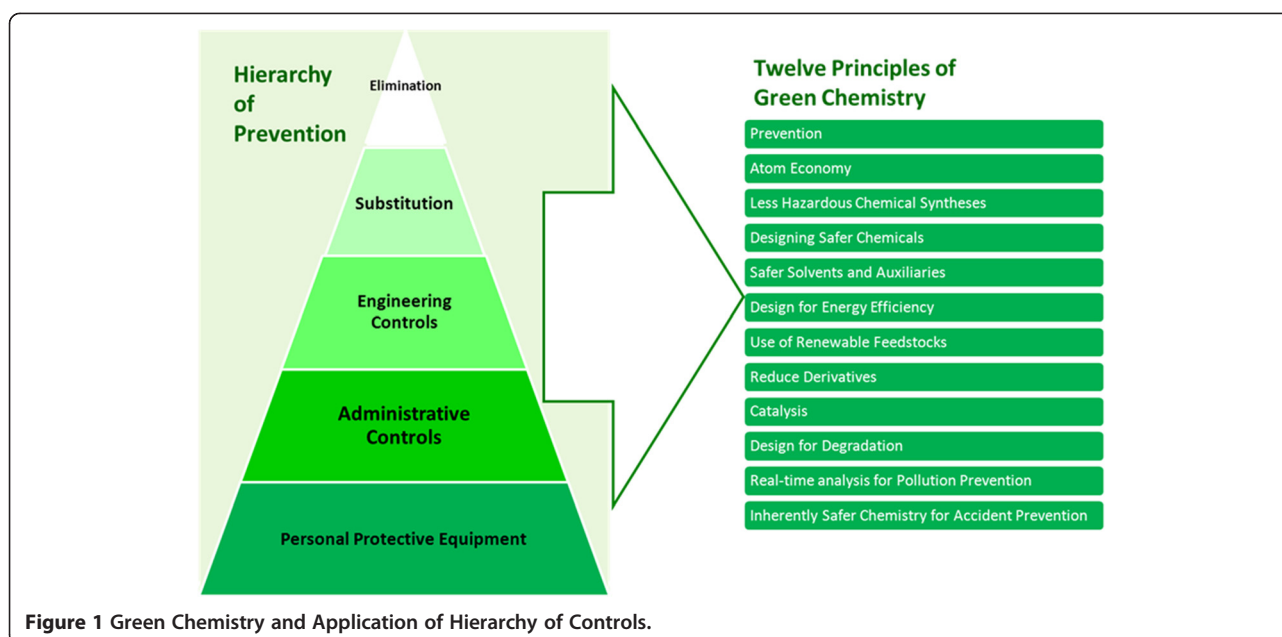 Hierarchy
of
Prevention
Elimination
Substitution
Engineering
Controls
Administrative
Controls
Personal Protective Equipment
Twelve Principles of
Green Chemistry
Prevention
Atom Economy
Less Hazardous Chemical Syntheses
Designing Safer Chemicals
Safer Solvents and Auxiliaries
Design for Energy Efficiency
Use of Renewable Feedstocks
Reduce Derivatives
Catalysis
Design for Degradation
Real-time analysis for Pollution Prevention
Inherently Safer Chemistry for Accident Prevention
Figure 1 Green Chemistry and Application of Hierarchy of Controls.